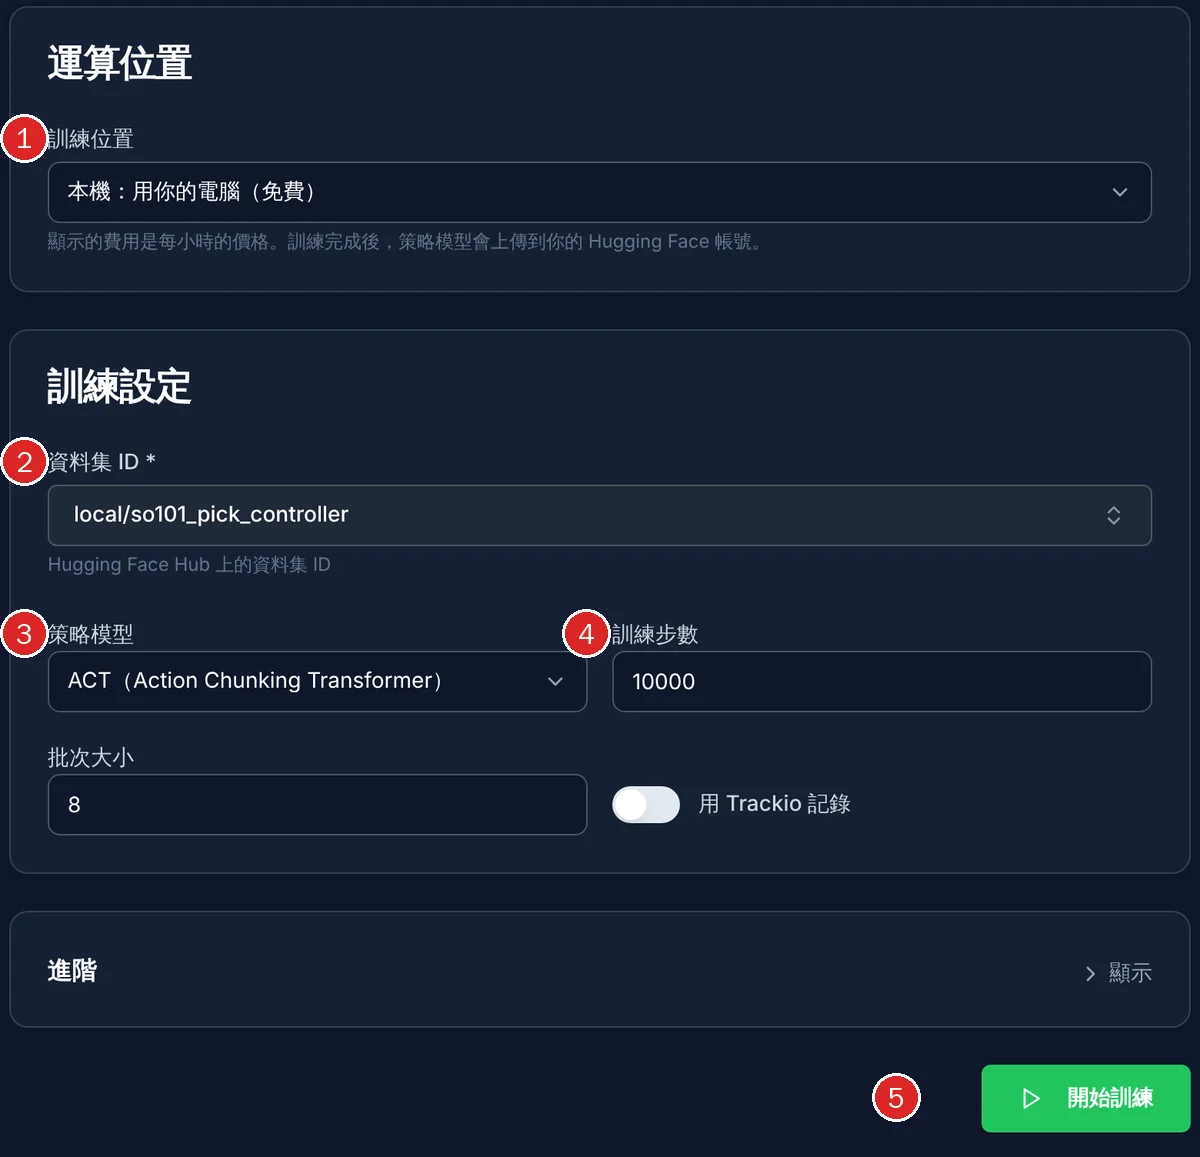 運算位置
1 訓練位置
本機：用你的電腦（免費）
顯示的費用是每小時的價格。訓練完成後，策略模型會上傳到你的 Hugging Face 帳號。
訓練設定
2 資料集 ID *
local/so101_pick_controller
Hugging Face Hub 上的資料集 ID
3 策略模型
ACT（Action Chunking Transformer）
4 訓練步數
10000
批次大小
8
用 Trackio 記錄
進階
顯示
5 開始訓練